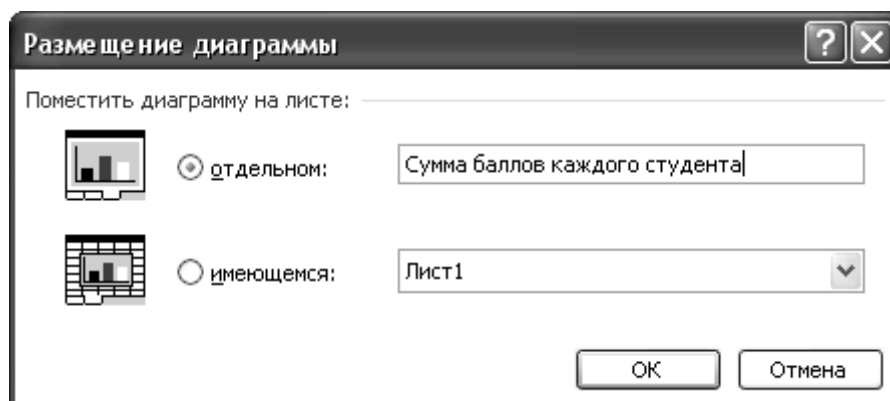 Размещение диаграммы
Поместить диаграмму на листе:
отдельном: Сумма баллов каждого студента
имеющемся: Лист1
ОК Отмена